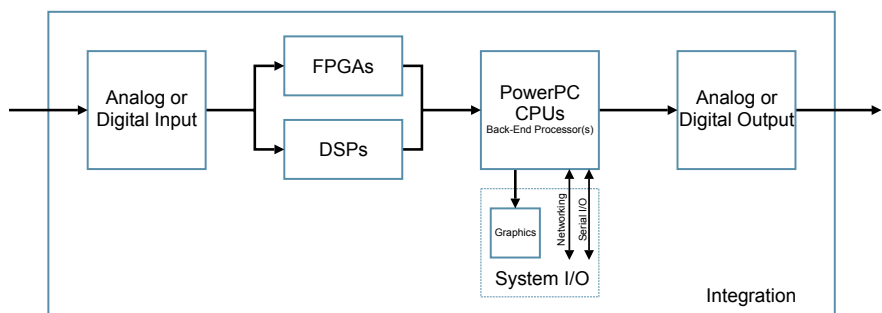 Analog or
Digital Input
FPGAs
DSPs
PowerPC
CPUs
Back-End Processor(s)
Analog or
Digital Output
Graphics
Networking
Serial I/O
System I/O
Integration